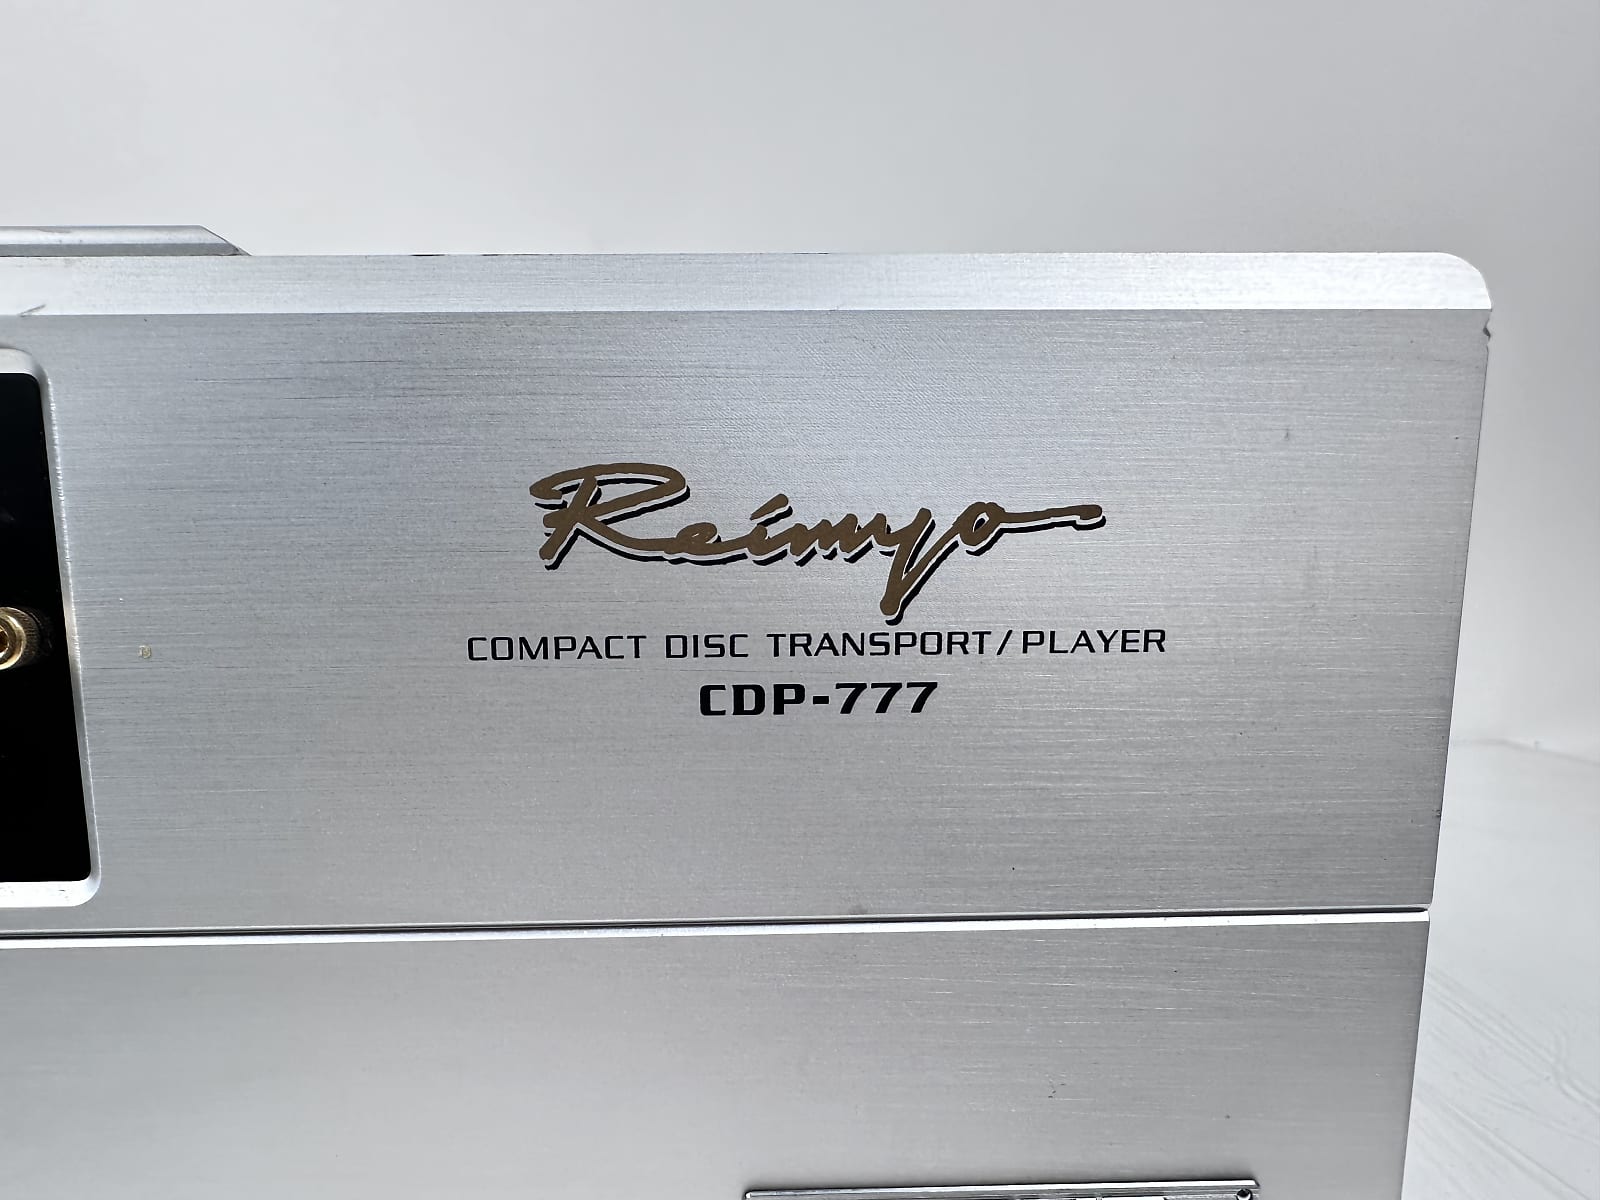 Reimyo
COMPACT DISC TRANSPORT/PLAYER
CDP-777